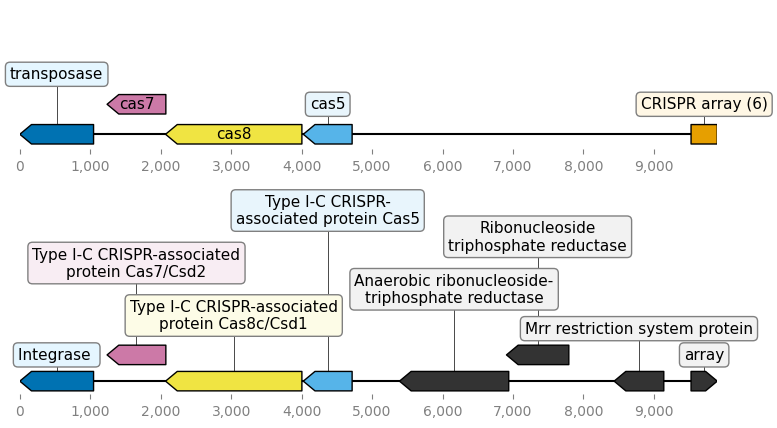 transposase
cas7
cas5
CRISPR array (6)
cas8
0 1,000 2,000 3,000 4,000 5,000 6,000 7,000 8,000 9,000
Type I-C CRISPR-
associated protein Cas5
Ribonucleoside
triphosphate reductase
Type I-C CRISPR-associated
protein Cas7/Csd2
Anaerobic ribonucleoside-
triphosphate reductase
Type I-C CRISPR-associated
protein Cas8c/Csd1
Mrr restriction system protein
Integrase
array
0 1,000 2,000 3,000 4,000 5,000 6,000 7,000 8,000 9,000